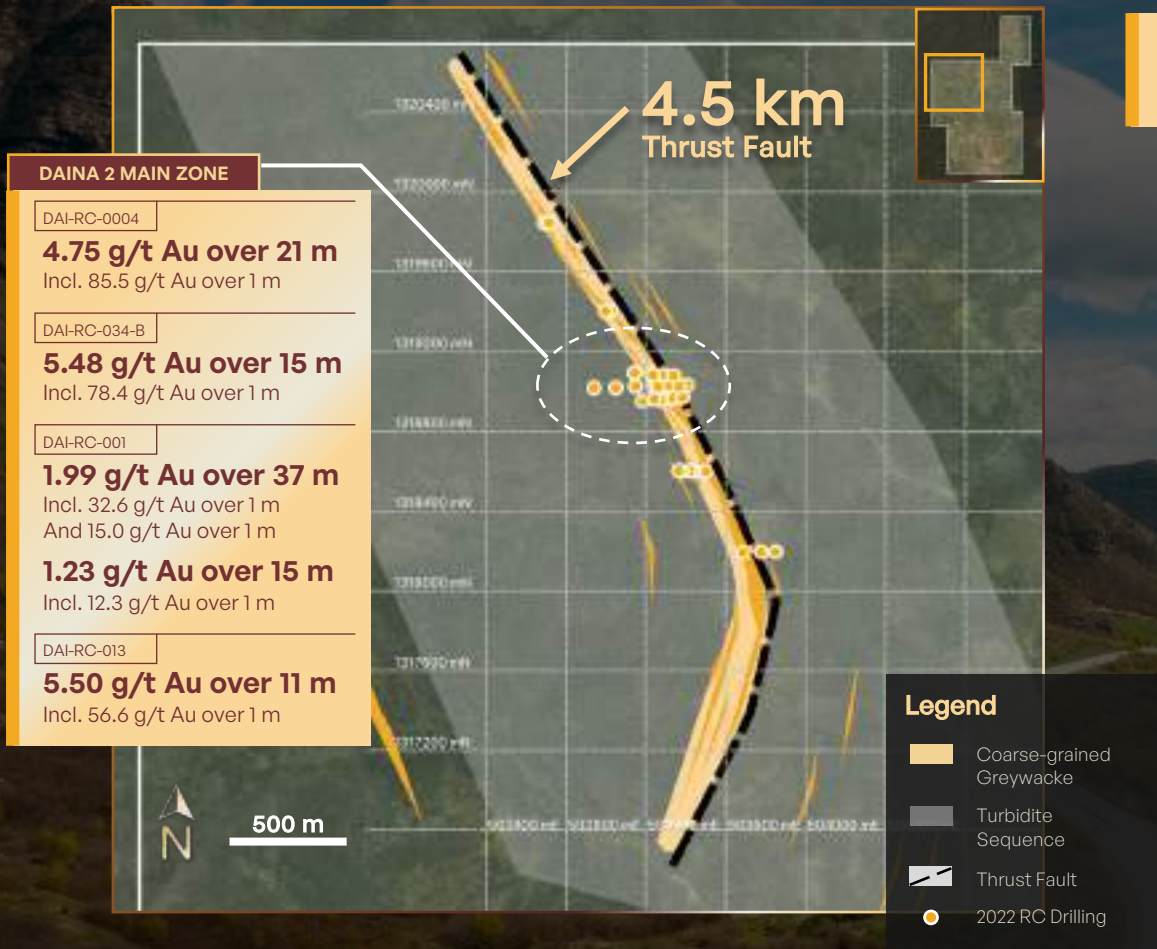 4.5 km
Thrust Fault
DAINA 2 MAIN ZONE
DAI-RC-0004
4.75 g/t Au over 21 m
Incl. 85.5 g/t Au over 1 m
DAI-RC-034-B
5.48 g/t Au over 15 m
Incl. 78.4 g/t Au over 1 m
DAI-RC-001
1.99 g/t Au over 37 m
Incl. 32.6 g/t Au over 1 m
And 15.0 g/t Au over 1 m
1.23 g/t Au over 15 m
Incl. 12.3 g/t Au over 1 m
DAI-RC-013
5.50 g/t Au over 11 m
Incl. 56.6 g/t Au over 1 m
1320400 mN
1317200 mN
N
500 m
Legend
Coarse-grained
Greywacke
Turbidite
Sequence
Thrust Fault
2022 RC Drilling